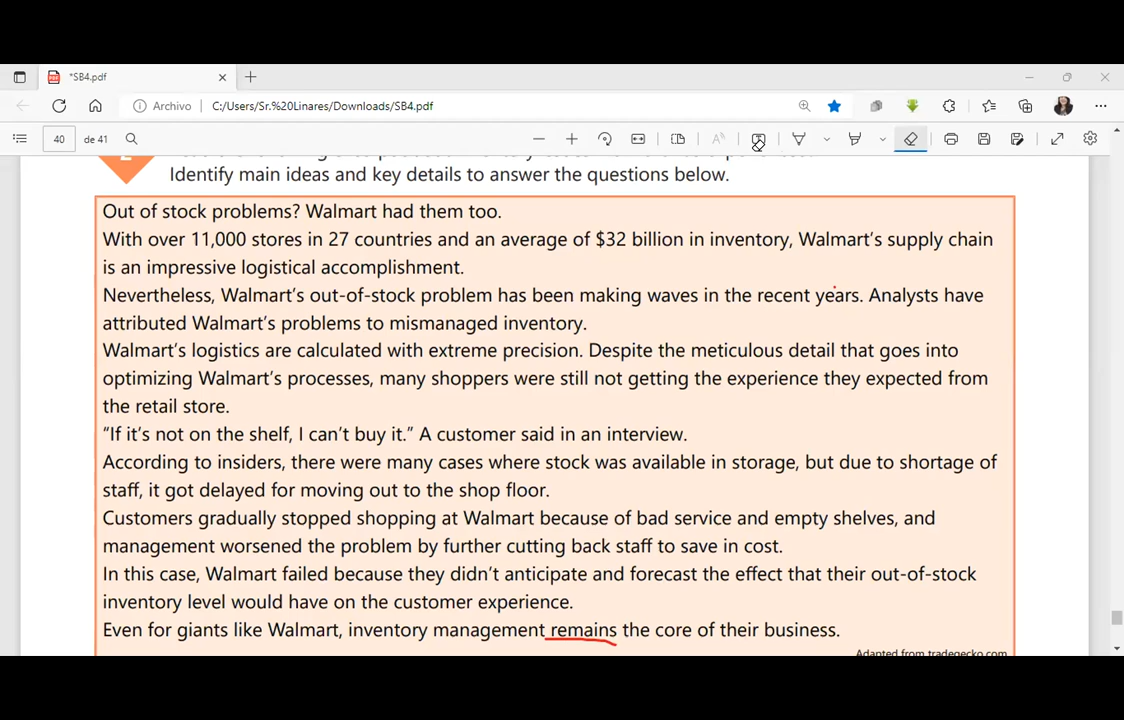 *SB4.pdf
Archivo C:/Users/Sr.%20Linares/Downloads/SB4.pdf
40 de 41
Identify main ideas and key details to answer the questions below.
Out of stock problems? Walmart had them too.
With over 11,000 stores in 27 countries and an average of $32 billion in inventory, Walmart's supply chain
is an impressive logistical accomplishment.
Nevertheless, Walmart's out-of-stock problem has been making waves in the recent years. Analysts have
attributed Walmart's problems to mismanaged inventory.
Walmart's logistics are calculated with extreme precision. Despite the meticulous detail that goes into
optimizing Walmart's processes, many shoppers were still not getting the experience they expected from
the retail store.
“If it's not on the shelf, I can't buy it.” A customer said in an interview.
According to insiders, there were many cases where stock was available in storage, but due to shortage of
staff, it got delayed for moving out to the shop floor.
Customers gradually stopped shopping at Walmart because of bad service and empty shelves, and
management worsened the problem by further cutting back staff to save in cost.
In this case, Walmart failed because they didn't anticipate and forecast the effect that their out-of-stock
inventory level would have on the customer experience.
Even for giants like Walmart, inventory management remains the core of their business.
Adapted from tradegecko.com